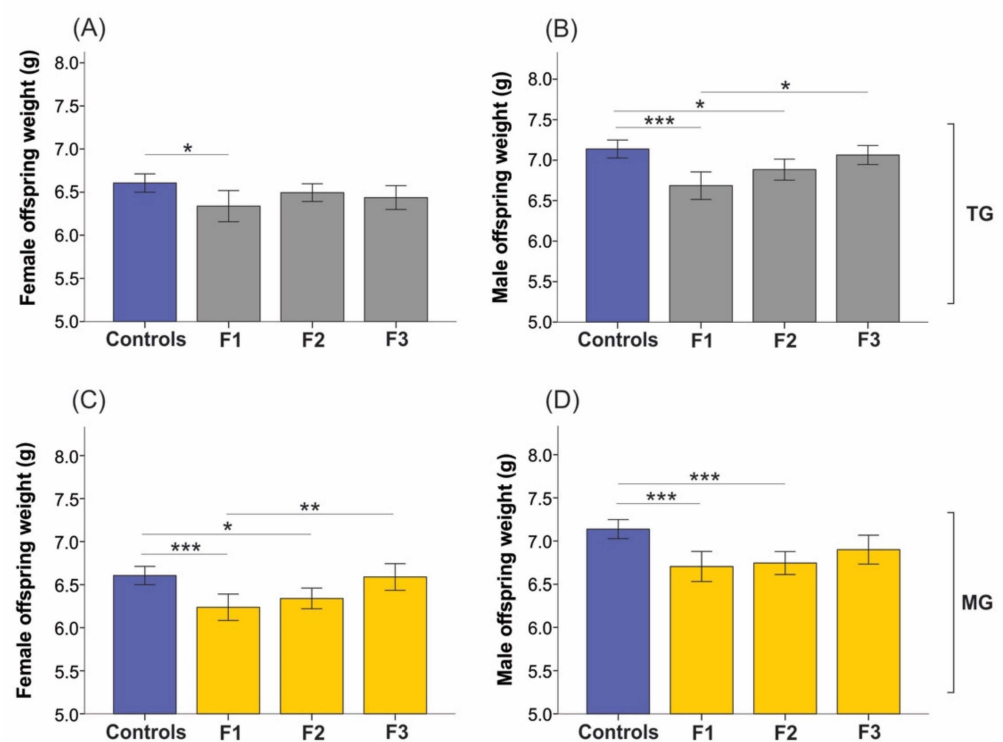 (A)
Female offspring weight (g)
8.0
7.5
7.0
6.5
6.0
5.5
5.0
*
Controls F1 F2 F3
(B)
Male offspring weight (g)
8.0
7.5
7.0
6.5
6.0
5.5
5.0
*
*
***
Controls F1 F2 F3
TG
(C)
Female offspring weight (g)
8.0
7.5
7.0
6.5
6.0
5.5
5.0
**
*
***
Controls F1 F2 F3
(D)
Male offspring weight (g)
8.0
7.5
7.0
6.5
6.0
5.5
5.0
***
***
Controls F1 F2 F3
MG